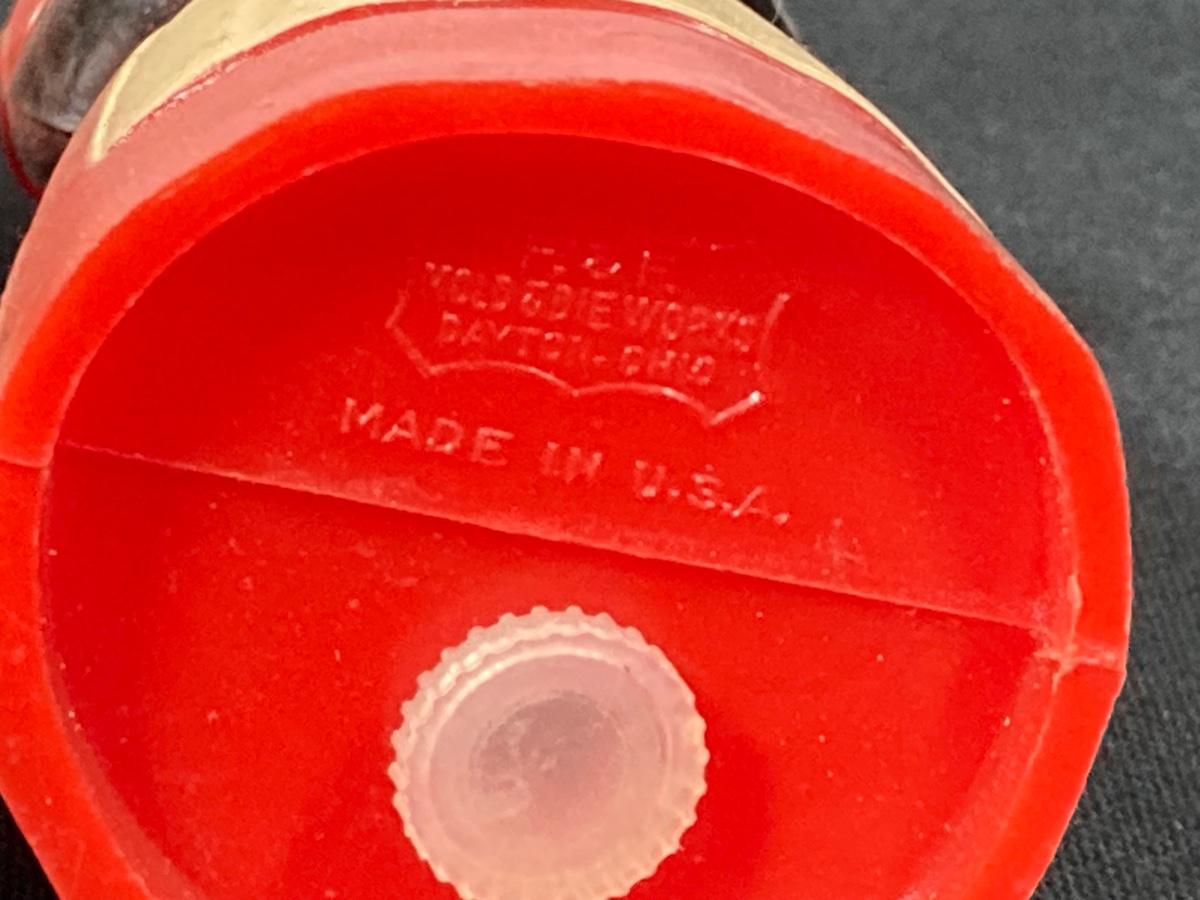 F. & F.
MOLD & DIE WORKS
DAYTON-OHIO
MADE IN U.S.A.